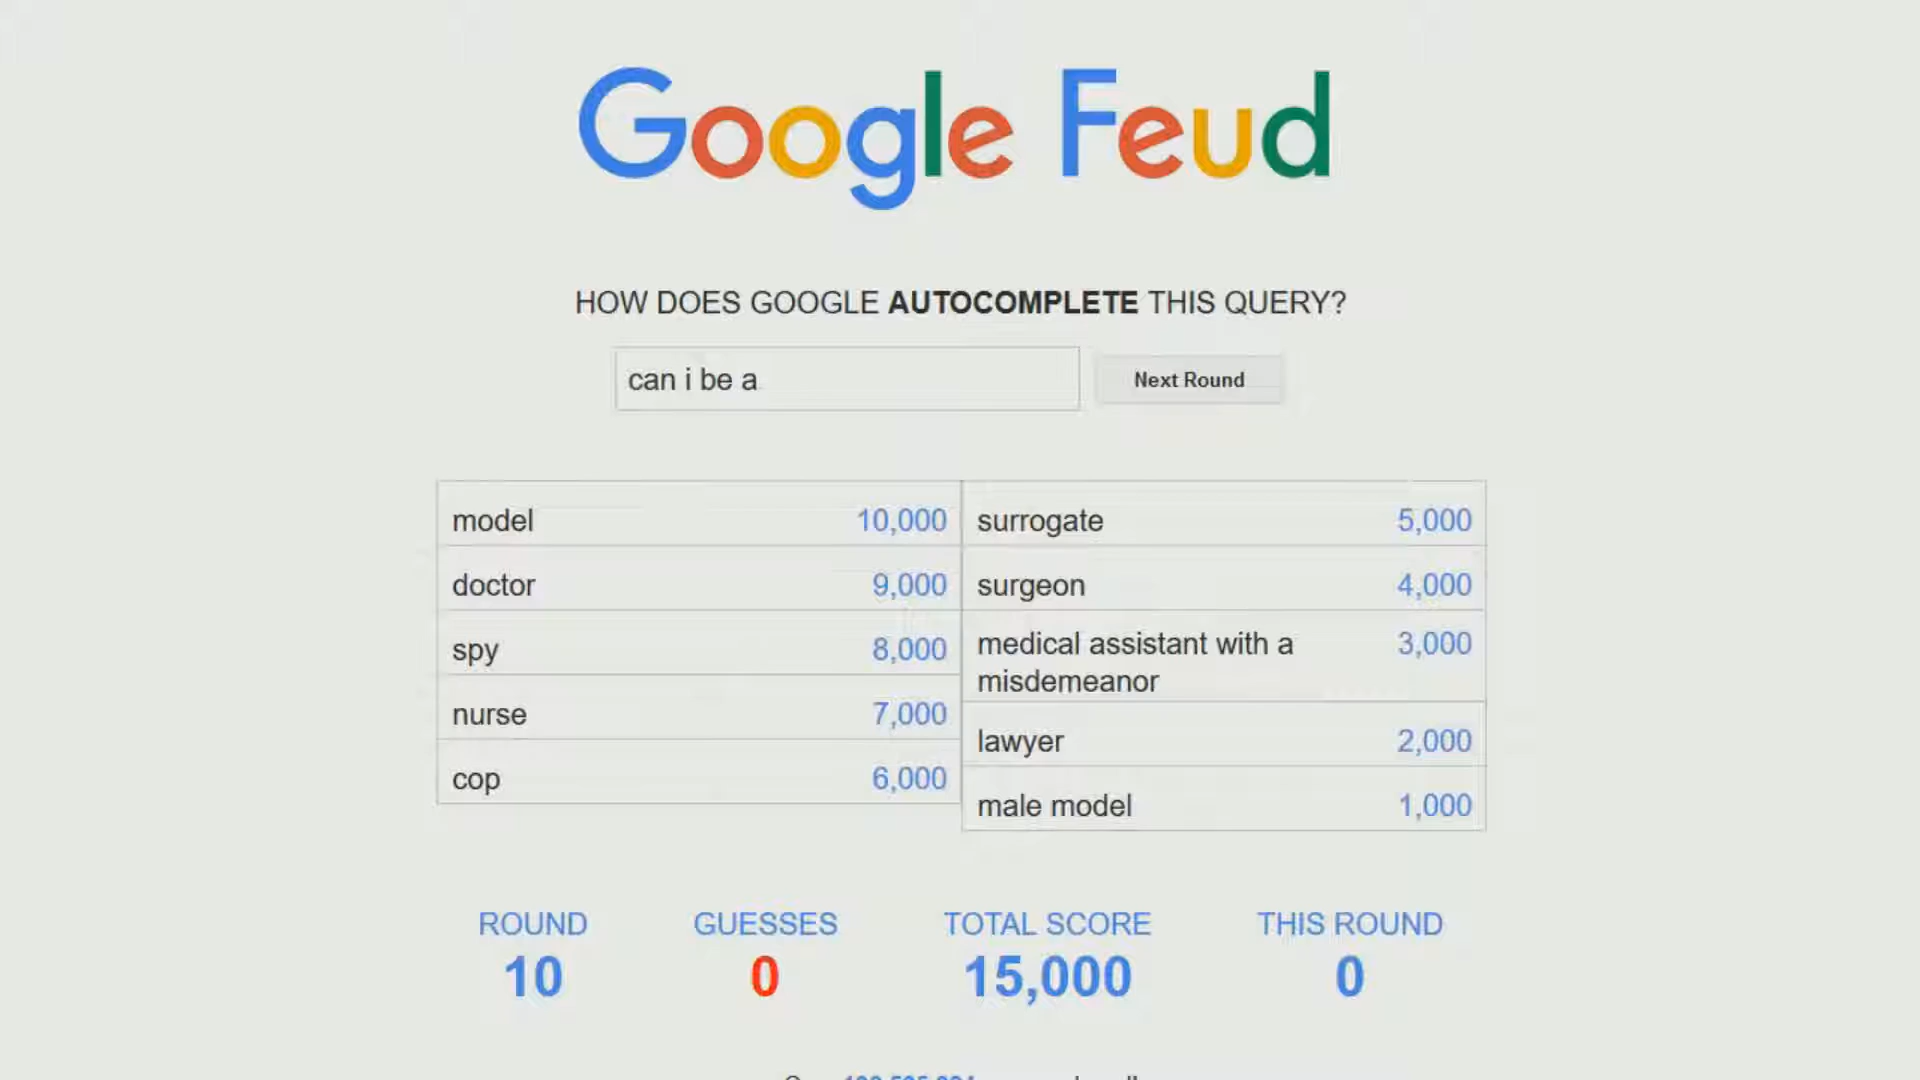 Google Feud
HOW DOES GOOGLE AUTOCOMPLETE THIS QUERY?
can i be a
Next Round
model 10,000
doctor 9,000
spy 8,000
nurse 7,000
cop 6,000
surrogate 5,000
surgeon 4,000
medical assistant with a 3,000
misdemeanor
lawyer 2,000
male model 1,000
ROUND GUESSES TOTAL SCORE THIS ROUND
10 0 15,000 0